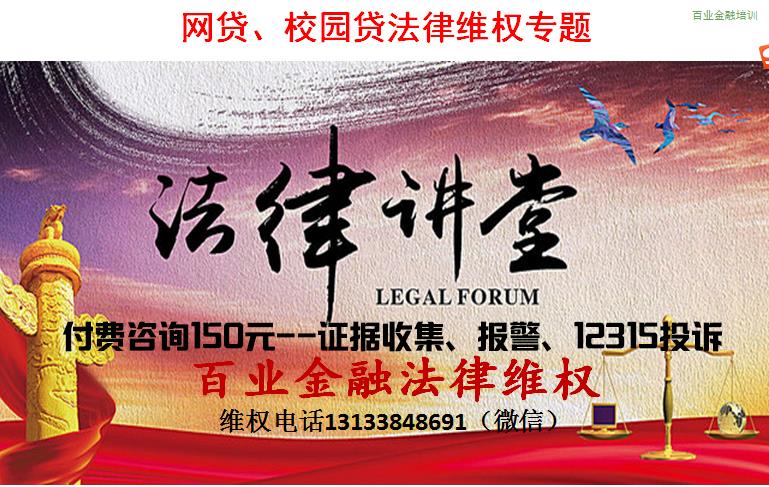 网贷、校园贷法律维权专题
百业金融培训
法律讲堂
LEGAL FORUM
付费咨询150元--证据收集、报警、12315投诉
百业金融法律维权
维权电话13133848691（微信）